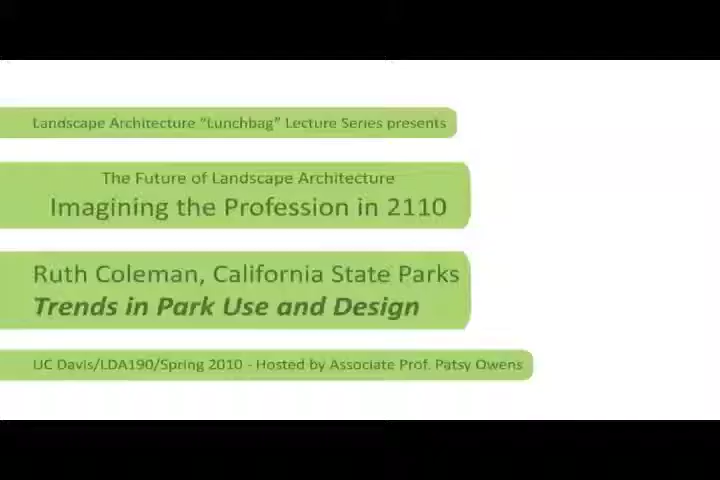 Landscape Architecture “Lunchbag” Lecture Series presents
The Future of Landscape Architecture
Imagining the Profession in 2110
Ruth Coleman, California State Parks
Trends in Park Use and Design
UC Davis/LDA190/Spring 2010 - Hosted by Associate Prof. Patsy Owens